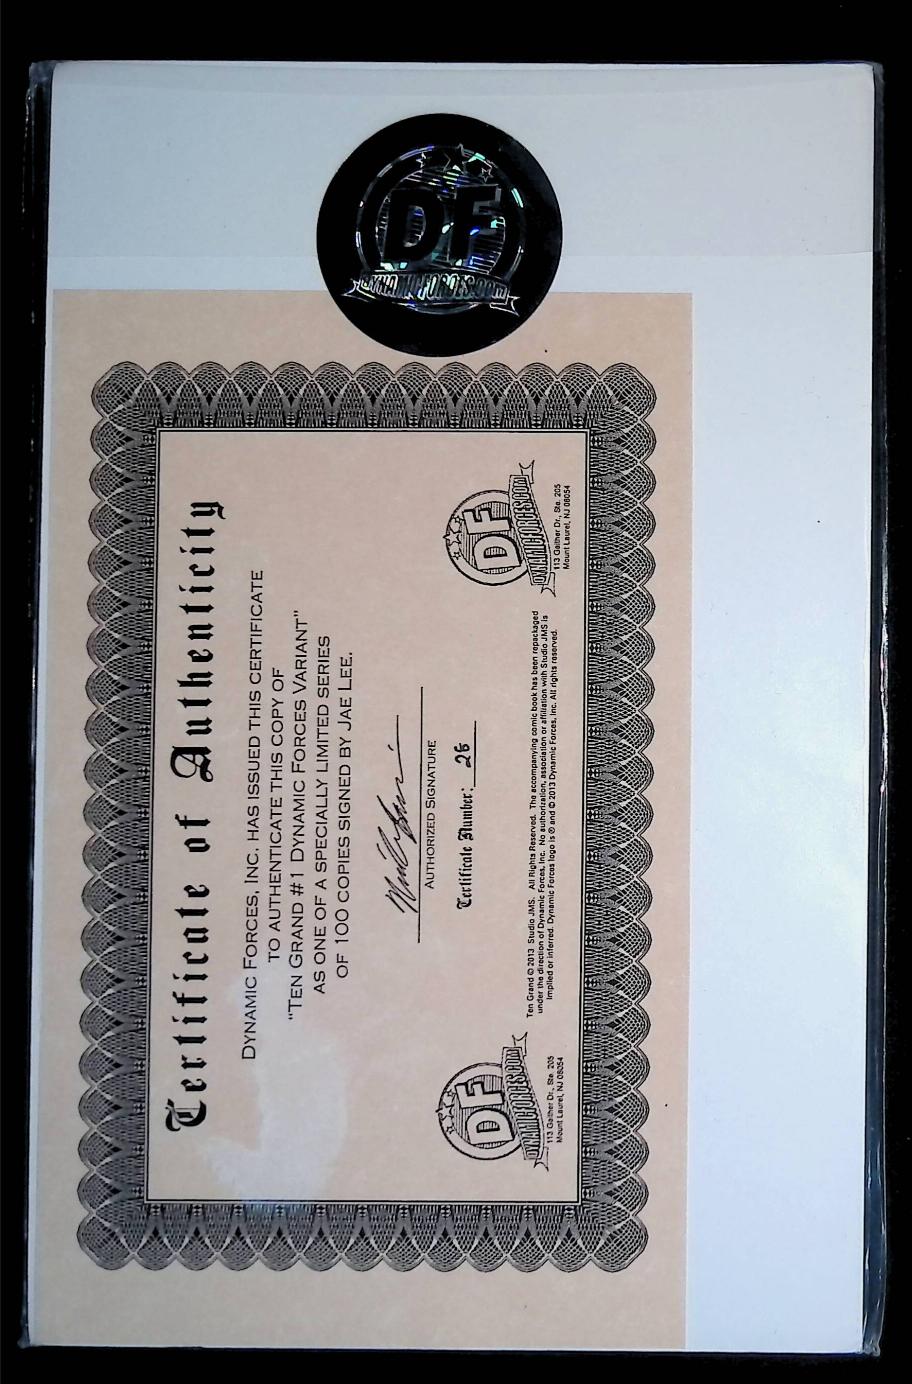 DF
DYNAMICFORCES.com
Certificate of Authenticity
DYNAMIC FORCES, INC. HAS ISSUED THIS CERTIFICATE
TO AUTHENTICATE THIS COPY OF
"TEN GRAND #1 DYNAMIC FORCES VARIANT"
AS ONE OF A SPECIALLY LIMITED SERIES
OF 100 COPIES SIGNED BY JAE LEE.
AUTHORIZED SIGNATURE
Certificate Number: 26
DF
DYNAMICFORCES.COM
113 Gaither Dr., Ste. 205
Mount Laurel, NJ 08054
Ten Grand © 2013 Studio JMS. All Rights Reserved. The accompanying comic book has been repackaged
under the direction of Dynamic Forces, Inc. No authorization, association or affiliation with Studio JMS is
implied or inferred. Dynamic Forces logo is ® and © 2013 Dynamic Forces, Inc. All rights reserved.
DF
DYNAMICFORCES.COM
113 Gaither Dr., Ste. 205
Mount Laurel, NJ 08054